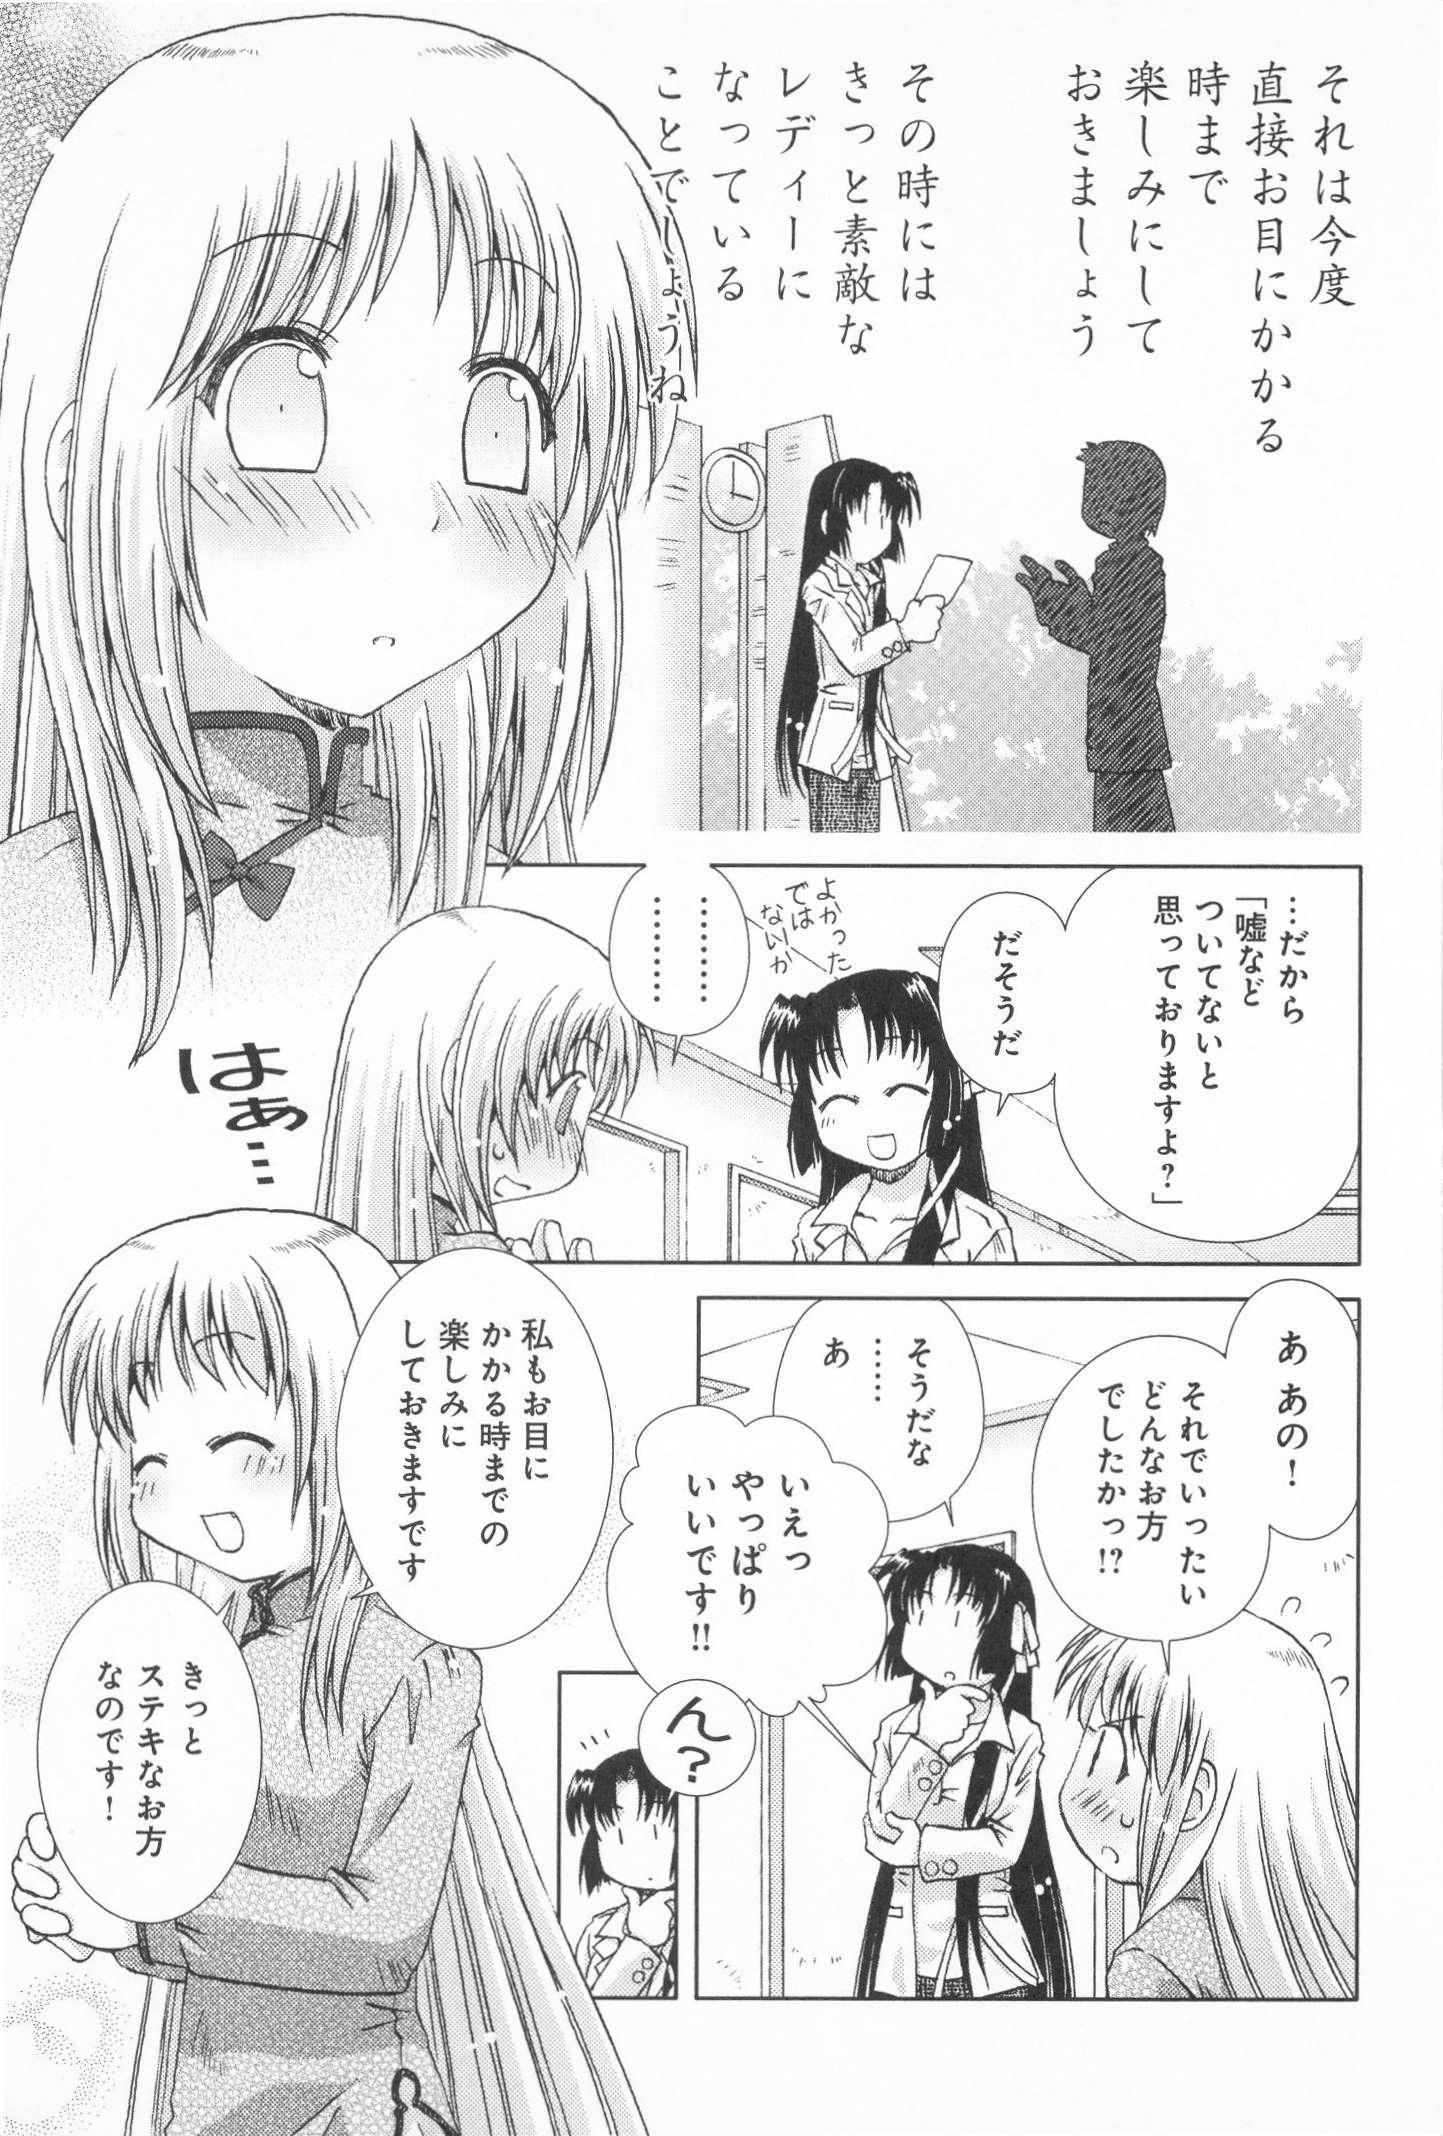 それは今度
直接お目にかかる
時まで
楽しみにして
おきましょう
その時には
きっと素敵な
レディーに
なっている
ことでしょうね
…だから
「嘘など
ついてないと
思っておりますよ？」
だそうだ
よかった
では
ないか
………
………
はぁ…
あ あの！
それでいったい
どんなお方
でしたかっ！？
そうだな
……
あ
いえっ
やっぱり
いいです！！
ん？
私もお目に
かかる時までの
楽しみに
しておきますです
きっと
ステキなお方
なのです！